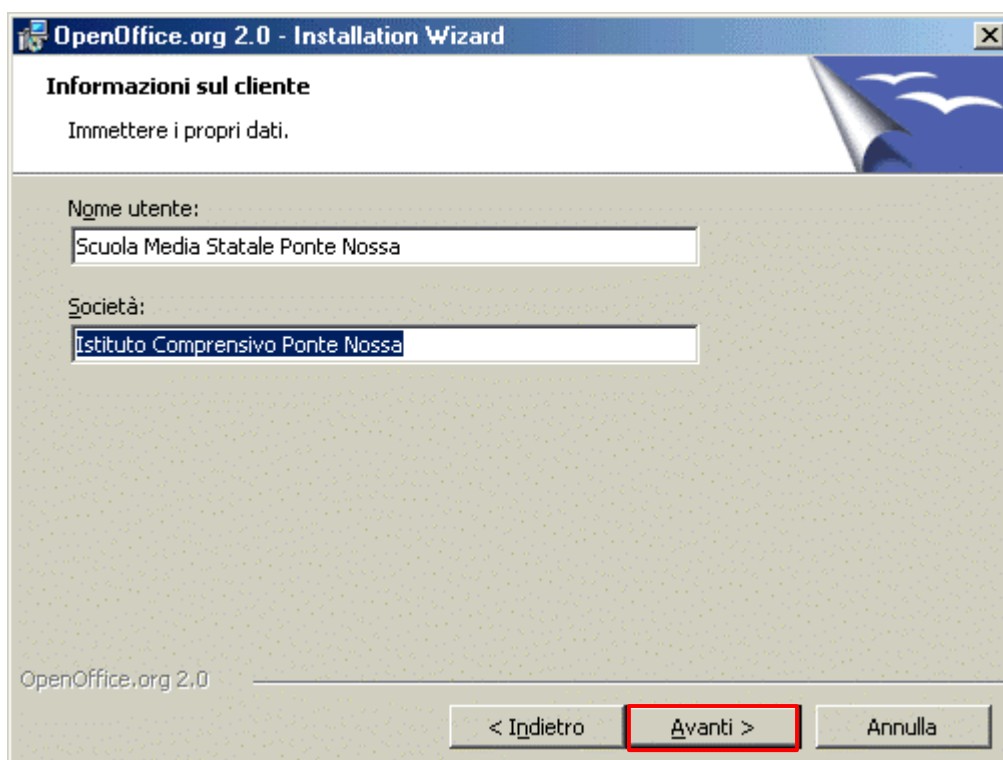 OpenOffice.org 2.0 - Installation Wizard
Informazioni sul cliente
Immettere i propri dati.
Nome utente:
Scuola Media Statale Ponte Nossa
Società:
Istituto Comprensivo Ponte Nossa
OpenOffice.org 2.0
< Indietro
Avanti >
Annulla